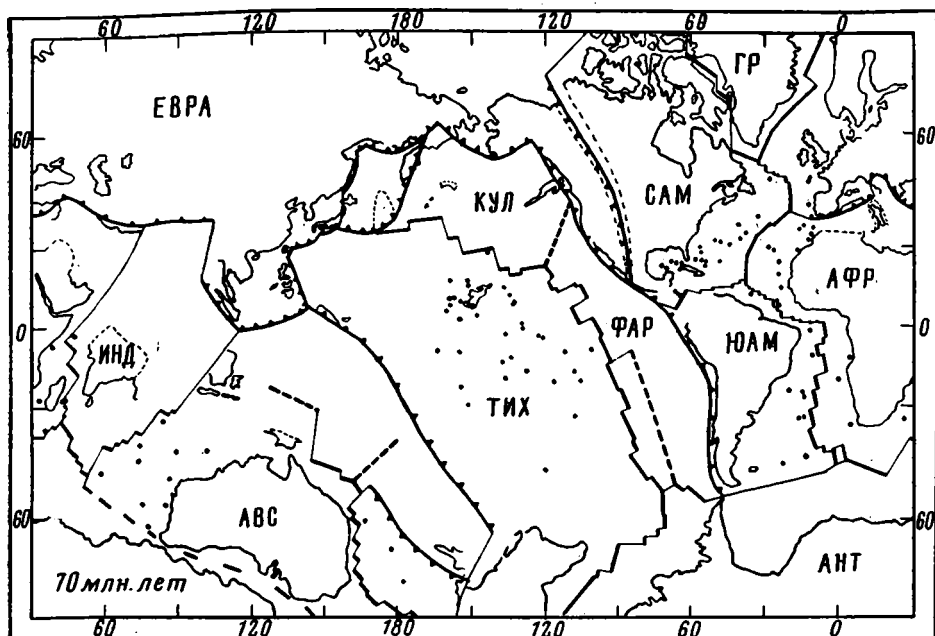 60 120 180 120 60 0
ГР
ЕВРА
60 60
КУЛ САМ
АФР
0 ИНД ФАР ЮАМ 0
ТИХ
60 АВС 60
АНТ
70 млн. лет
60 120 180 120 60 0